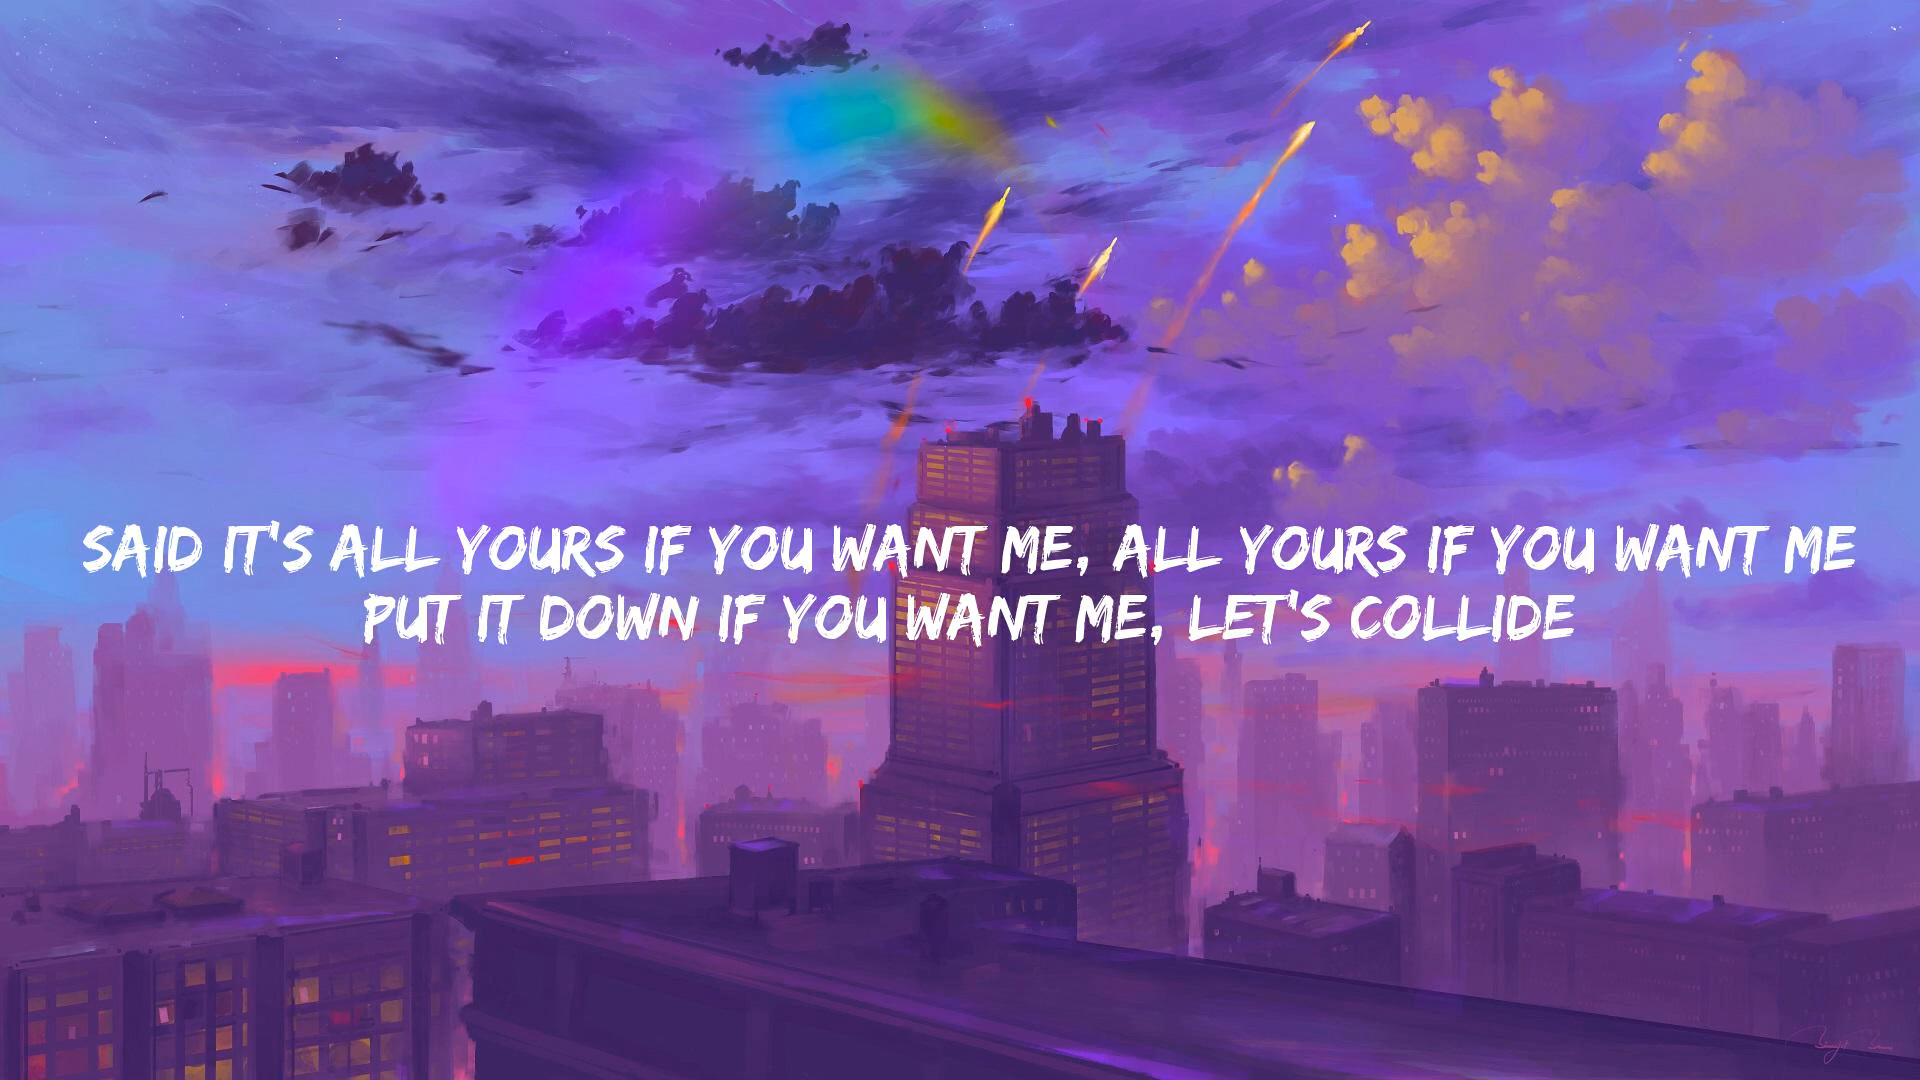 SAID IT'S ALL YOURS IF YOU WANT ME, ALL YOURS IF YOU WANT ME
PUT IT DOWN IF YOU WANT ME, LET'S COLLIDE